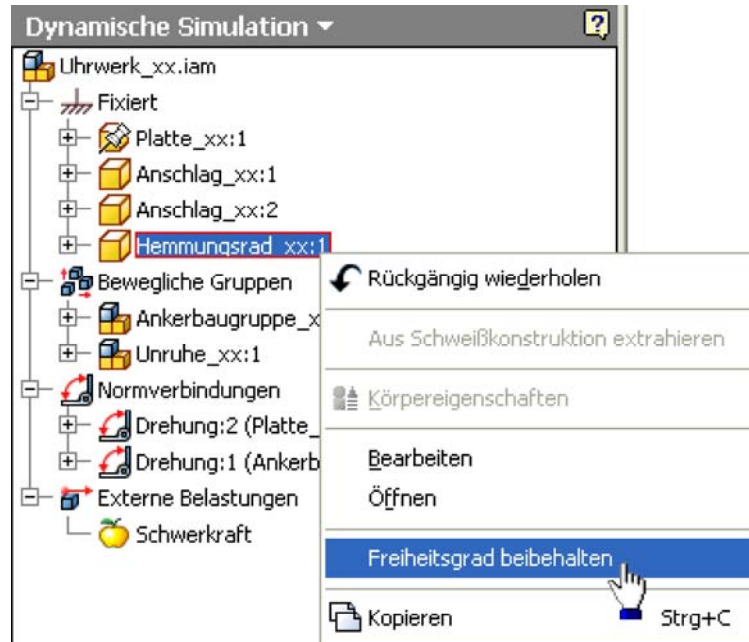 Dynamische Simulation
Uhrwerk_xx.iam
Fixiert
Platte_xx:1
Anschlag_xx:1
Anschlag_xx:2
Hemmungsrad_xx:1
Bewegliche Gruppen
Ankerbaugruppe_x
Unruhe_xx:1
Normverbindungen
Drehung:2 (Platte_
Drehung:1 (Ankerb
Externe Belastungen
Schwerkraft
Rückgängig wiederholen
Aus Schweißkonstruktion extrahieren
Körpereigenschaften
Bearbeiten
Öffnen
Freiheitsgrad beibehalten
Kopieren Strg+C